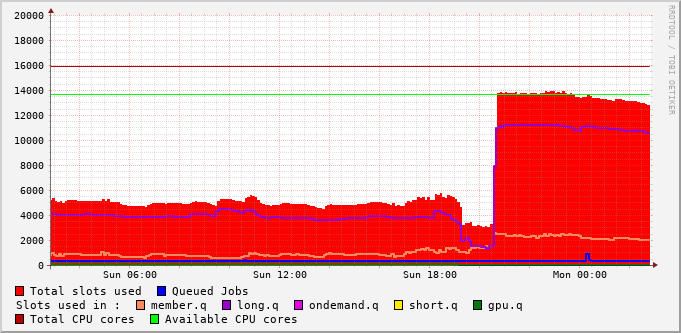 20000
18000
16000
14000
12000
10000
8000
6000
4000
2000
0
Sun 06:00 Sun 12:00 Sun 18:00 Mon 00:00
Total slots used Queued Jobs
Slots used in : member.q long.q ondemand.q short.q gpu.q
Total CPU cores Available CPU cores
RRDTOOL / TOBI OETIKER